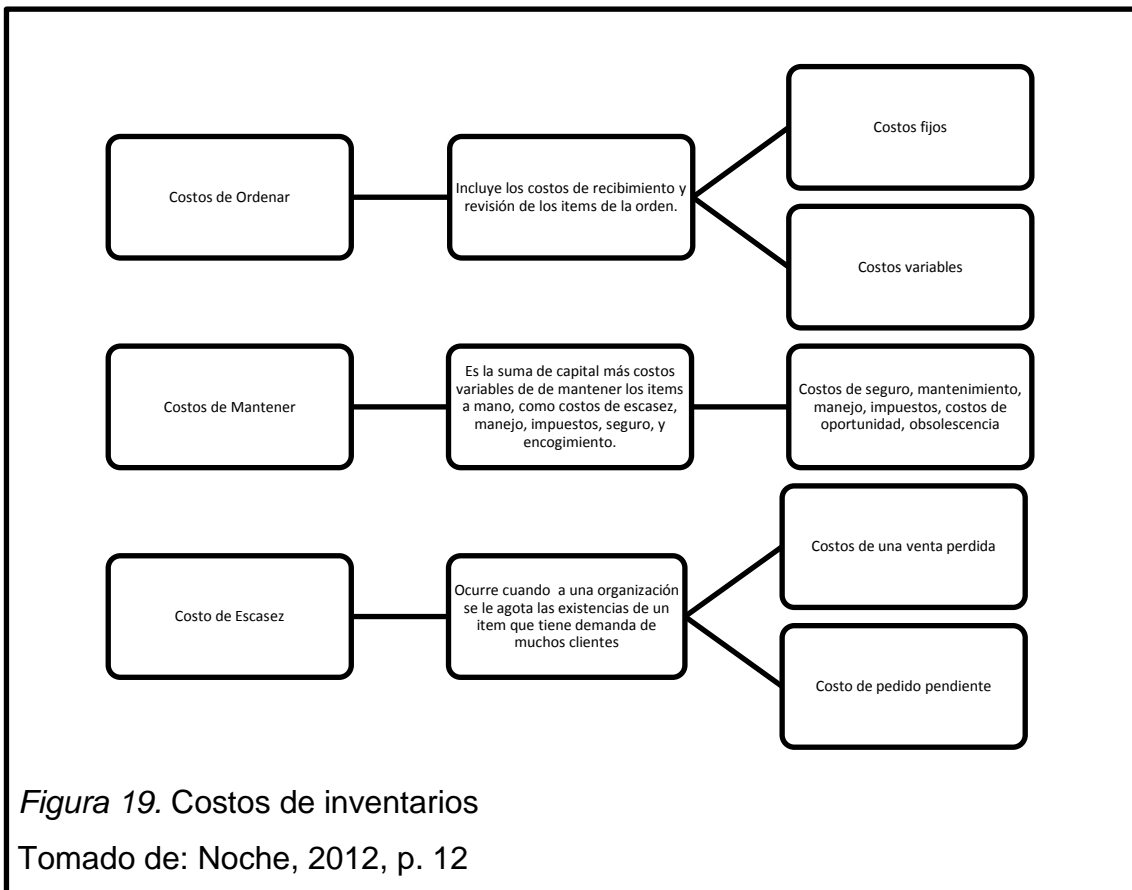 Costos de Ordenar
Incluye los costos de recibimiento y
revisión de los items de la orden.
Costos fijos
Costos variables
Costos de Mantener
Es la suma de capital más costos
variables de de mantener los items
a mano, como costos de escasez,
manejo, impuestos, seguro, y
encogimiento.
Costos de seguro, mantenimiento,
manejo, impuestos, costos de
oportunidad, obsolescencia
Costo de Escasez
Ocurre cuando a una organización
se le agota las existencias de un
item que tiene demanda de
muchos clientes
Costos de una venta perdida
Costo de pedido pendiente
Figura 19. Costos de inventarios
Tomado de: Noche, 2012, p. 12